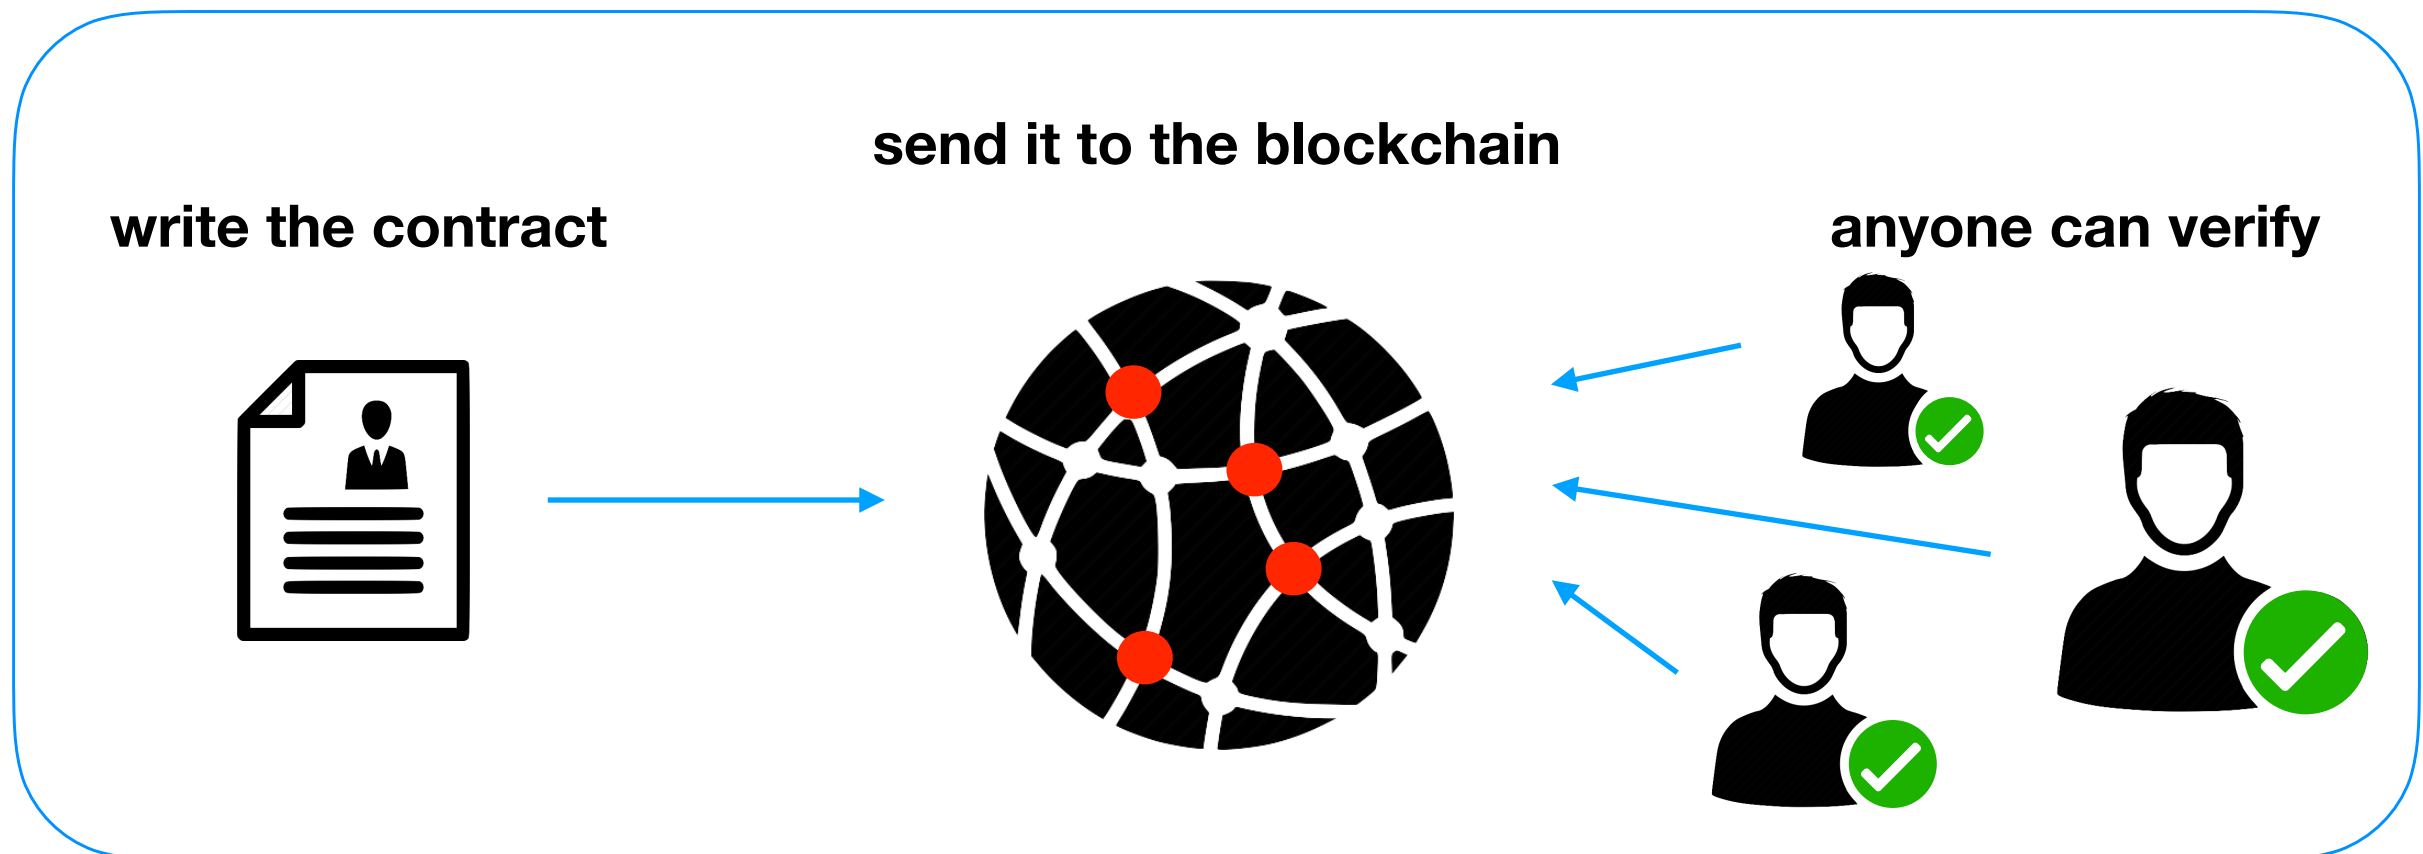 send it to the blockchain
write the contract
anyone can verify